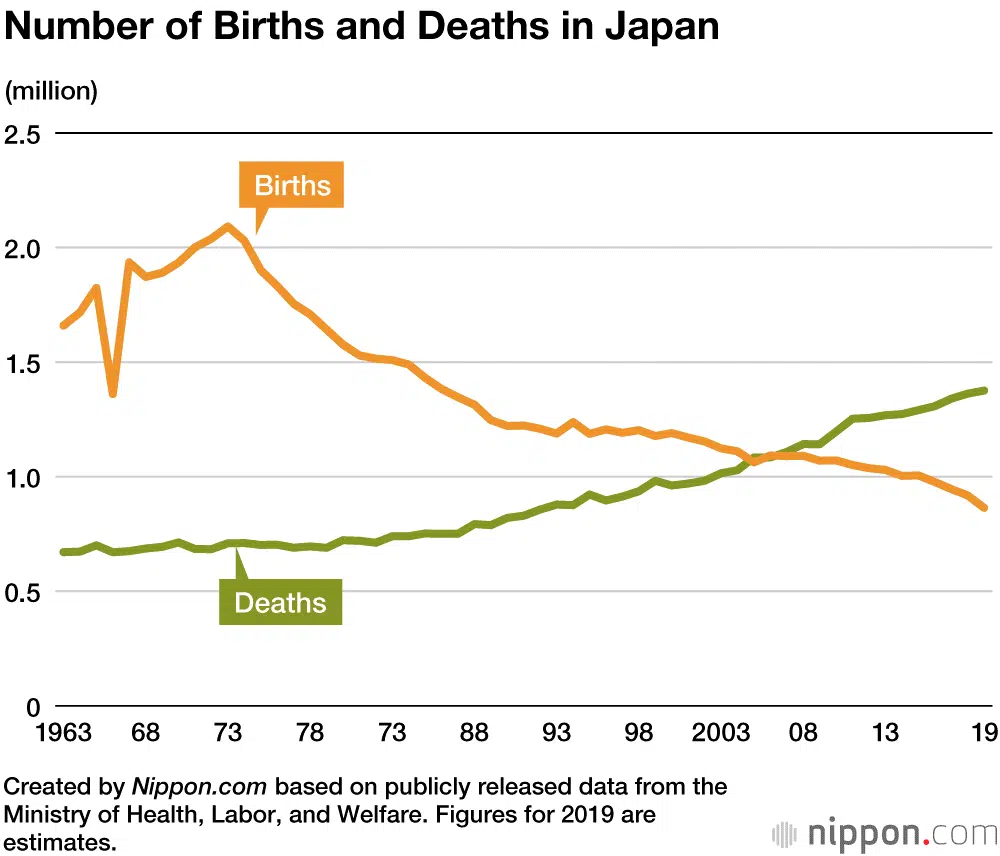 Number of Births and Deaths in Japan
(million)
2.5
Births
2.0
1.5
1.0
0.5
Deaths
0
1963 68 73 78 73 88 93 98 2003 08 13 19
Created by Nippon.com based on publicly released data from the
Ministry of Health, Labor, and Welfare. Figures for 2019 are
estimates.
nippon.com